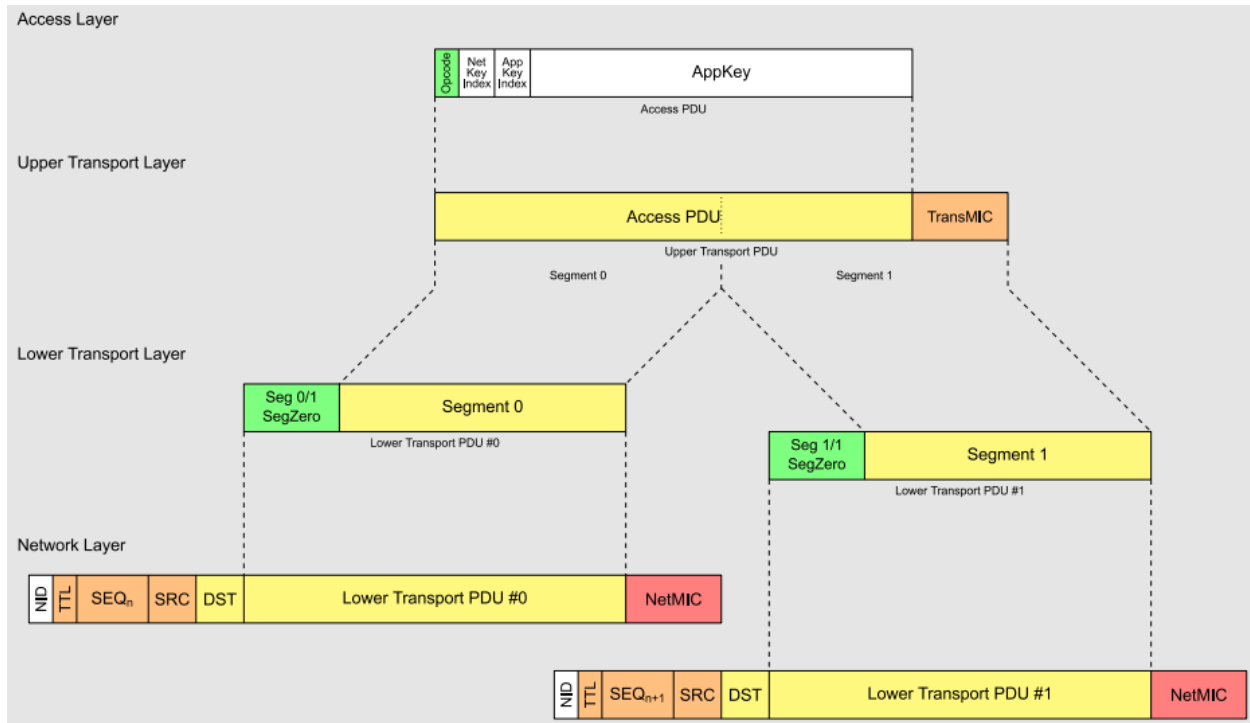 Access Layer
Opcode
Net
Key
Index
App
Key
Index
AppKey
Access PDU
Upper Transport Layer
Access PDU
TransMIC
Upper Transport PDU
Segment 0
Segment 1
Lower Transport Layer
Seg 0/1
SegZero
Segment 0
Lower Transport PDU #0
Seg 1/1
SegZero
Segment 1
Lower Transport PDU #1
Network Layer
NID
TTL
SEQn
SRC
DST
Lower Transport PDU #0
NetMIC
NID
TTL
SEQn+1
SRC
DST
Lower Transport PDU #1
NetMIC